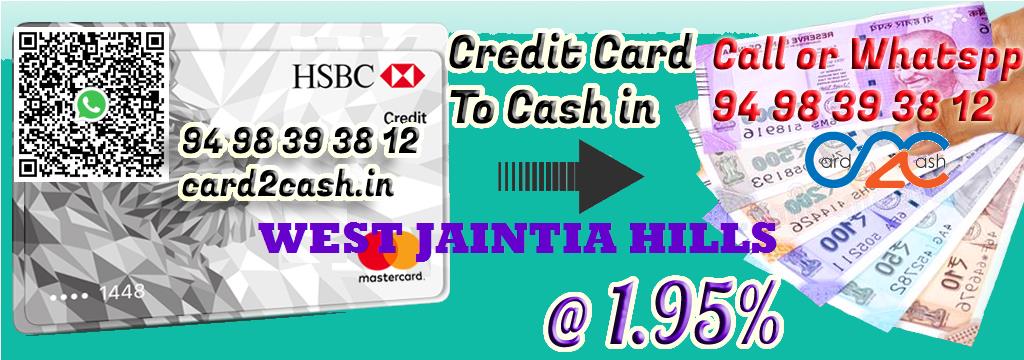 HSBC
Credit
94 98 39 38 12
card2cash.in
mastercard.
.... 1448
Credit Card
To Cash in
WEST JAINTIA HILLS
@ 1.95%
Call or Whatspp
94 98 39 38 12
C2C
ard ash